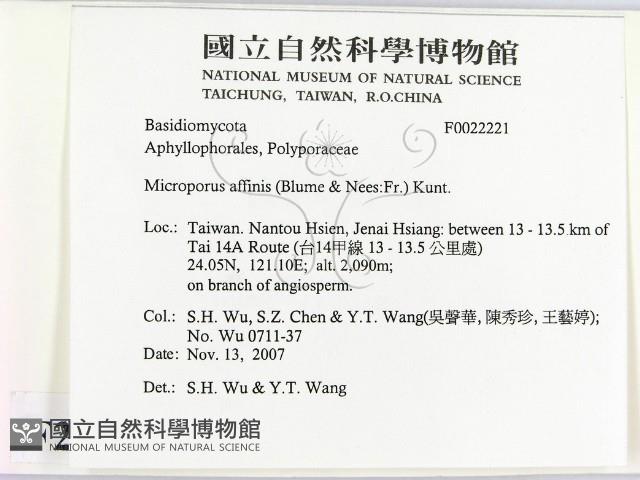 國立自然科學博物館
NATIONAL MUSEUM OF NATURAL SCIENCE
TAICHUNG, TAIWAN, R.O.CHINA
Basidiomycota F0022221
Aphyllophorales, Polyporaceae
Microporus affinis (Blume & Nees:Fr.) Kunt.
Loc.: Taiwan. Nantou Hsien, Jenai Hsiang: between 13 - 13.5 km of
Tai 14A Route (台14甲線 13 - 13.5 公里處)
24.05N, 121.10E; alt. 2,090m;
on branch of angiosperm.
Col.: S.H. Wu, S.Z. Chen & Y.T. Wang(吳聲華, 陳秀珍, 王藝婷);
No. Wu 0711-37
Date: Nov. 13, 2007
Det.: S.H. Wu & Y.T. Wang
國立自然科學博物館
NATIONAL MUSEUM OF NATURAL SCIENCE